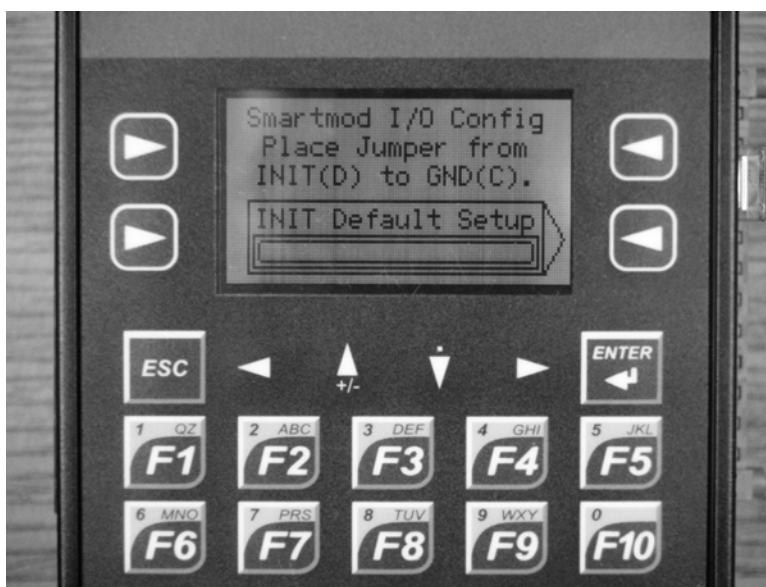 Smartmod I/O Config
Place Jumper from
INIT(D) to GND(C).
INIT Default Setup
ESC
+/-
ENTER
1 QZ
F1
2 ABC
F2
3 DEF
F3
4 GHI
F4
5 JKL
F5
6 MNO
F6
7 PRS
F7
8 TUV
F8
9 WXY
F9
0
F10